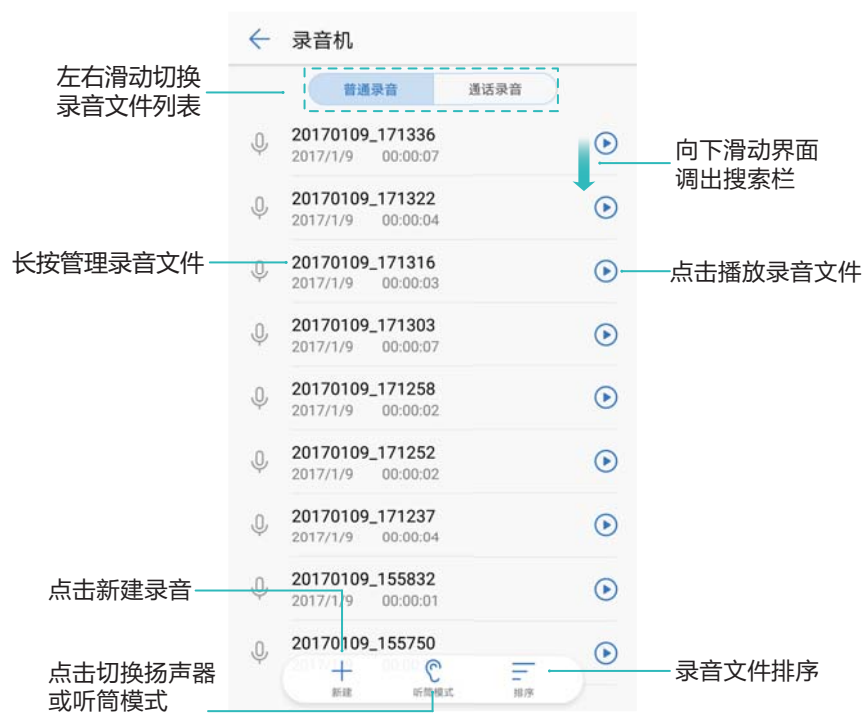 录音机
左右滑动切换
录音文件列表
普通录音
通话录音
20170109_171336
2017/1/9 00:00:07
向下滑动界面
调出搜索栏
20170109_171322
2017/1/9 00:00:04
长按管理录音文件
20170109_171316
2017/1/9 00:00:03
点击播放录音文件
20170109_171303
2017/1/9 00:00:07
20170109_171258
2017/1/9 00:00:02
20170109_171252
2017/1/9 00:00:02
20170109_171237
2017/1/9 00:00:04
点击新建录音
20170109_155832
2017/1/9 00:00:01
20170109_155750
点击切换扬声器
或听筒模式
新建
听筒模式
排序
录音文件排序